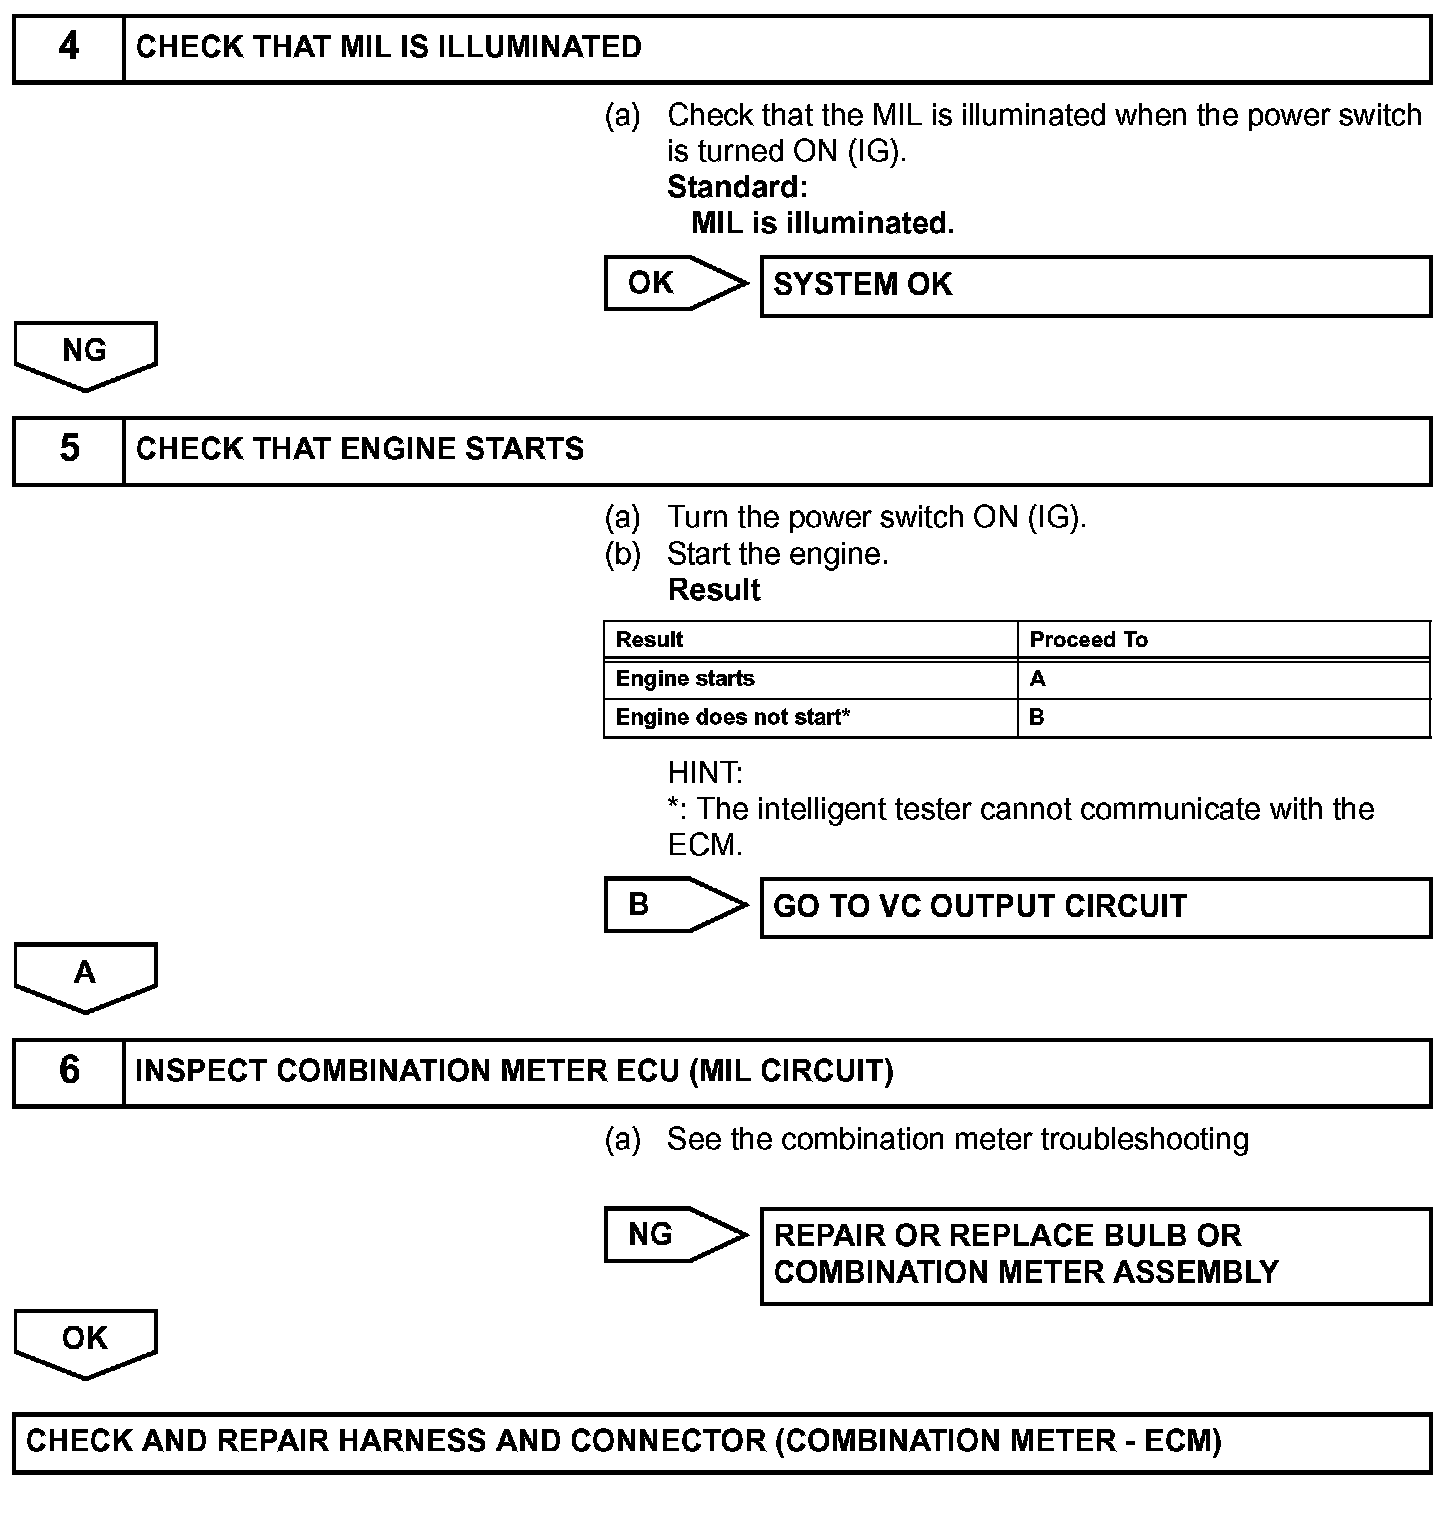 4 CHECK THAT MIL IS ILLUMINATED
(a) Check that the MIL is illuminated when the power switch
is turned ON (IG).
Standard:
MIL is illuminated.
OK SYSTEM OK
NG
5 CHECK THAT ENGINE STARTS
(a) Turn the power switch ON (IG).
(b) Start the engine.
Result
Result Proceed To
Engine starts A
Engine does not start* B
HINT:
*: The intelligent tester cannot communicate with the
ECM.
B GO TO VC OUTPUT CIRCUIT
A
6 INSPECT COMBINATION METER ECU (MIL CIRCUIT)
(a) See the combination meter troubleshooting
NG REPAIR OR REPLACE BULB OR
COMBINATION METER ASSEMBLY
OK
CHECK AND REPAIR HARNESS AND CONNECTOR (COMBINATION METER - ECM)